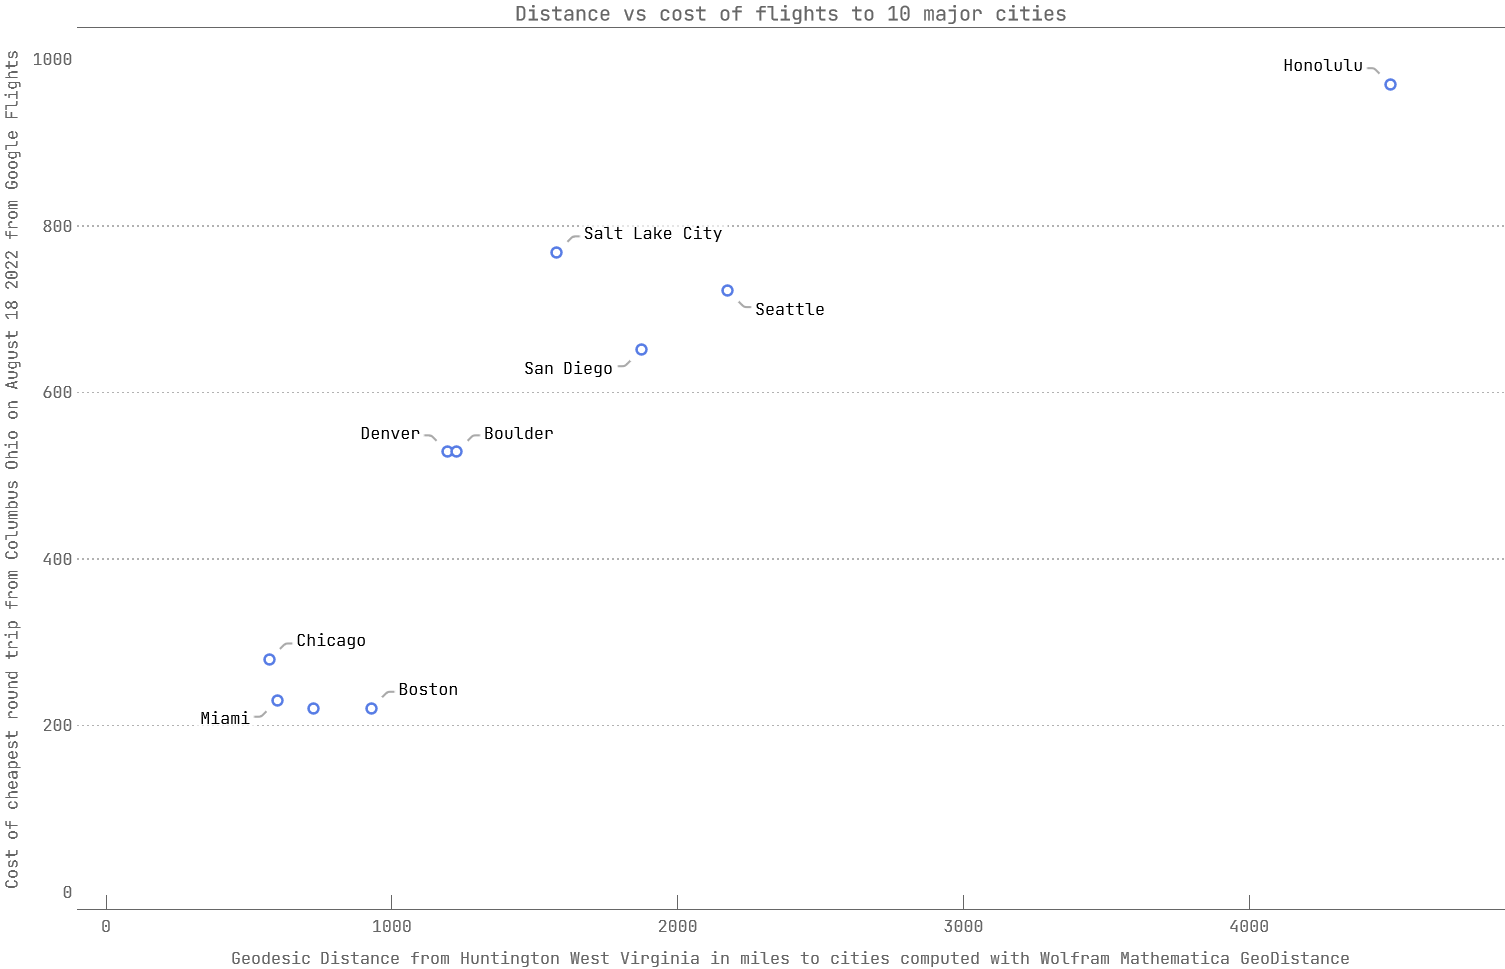 Distance vs cost of flights to 10 major cities
Cost of cheapest round trip from Columbus Ohio on August 18 2022 from Google Flights
1000
800
600
400
200
0
Honolulu
Salt Lake City
Seattle
San Diego
Denver
Boulder
Chicago
Boston
Miami
0
1000
2000
3000
4000
Geodesic Distance from Huntington West Virginia in miles to cities computed with Wolfram Mathematica GeoDistance